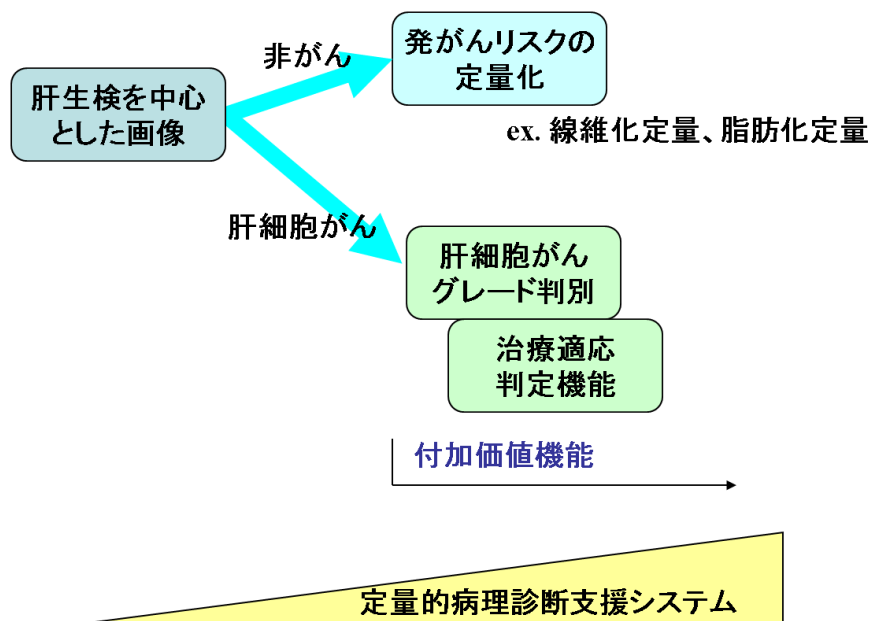 非がん
発がんリスクの
定量化
肝生検を中心
とした画像
ex. 線維化定量、脂肪化定量
肝細胞がん
肝細胞がん
グレード判別
治療適応
判定機能
付加価値機能
定量的病理診断支援システム